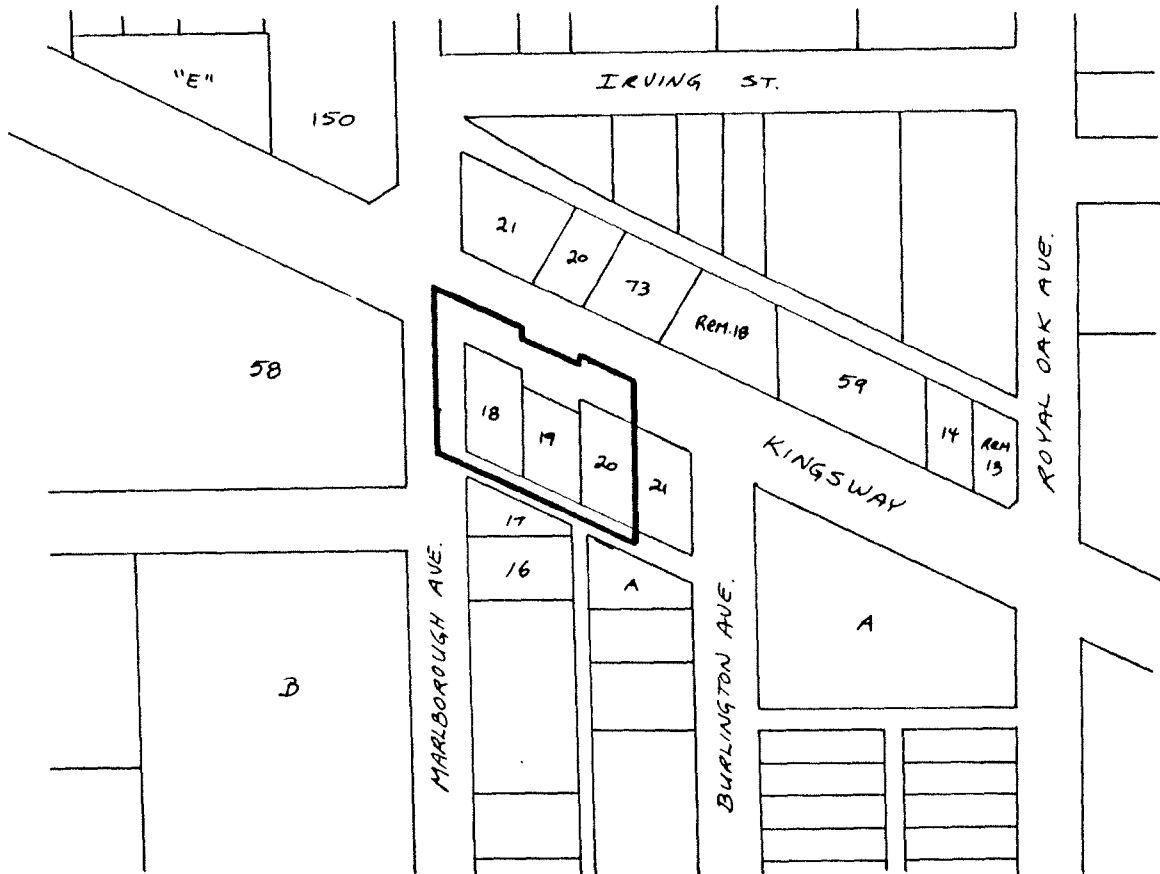 IRVING ST.
"E"
150
21
20
73
REM.18
59
14
REM
13
58
18
19
20
21
KINGSWAY
ROYAL OAK AVE.
17
16
A
A
B
MARLBOROUGH AVE.
BURLINGTON AVE.